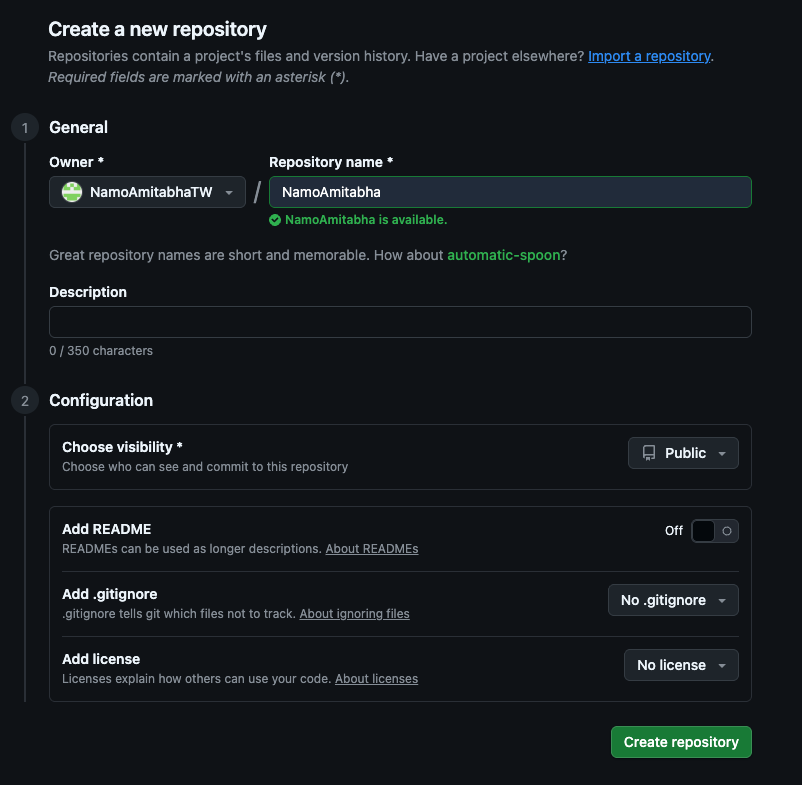 Create a new repository
Repositories contain a project's files and version history. Have a project elsewhere? Import a repository.
Required fields are marked with an asterisk (*).
1 General
Owner * Repository name *
NamoAmitabhaTW / NamoAmitabha
NamoAmitabha is available.
Great repository names are short and memorable. How about automatic-spoon?
Description
0 / 350 characters
2 Configuration
Choose visibility *
Choose who can see and commit to this repository
Public
Add README
READMEs can be used as longer descriptions. About READMEs
Off
Add .gitignore
.gitignore tells git which files not to track. About ignoring files
No .gitignore
Add license
Licenses explain how others can use your code. About licenses
No license
Create repository